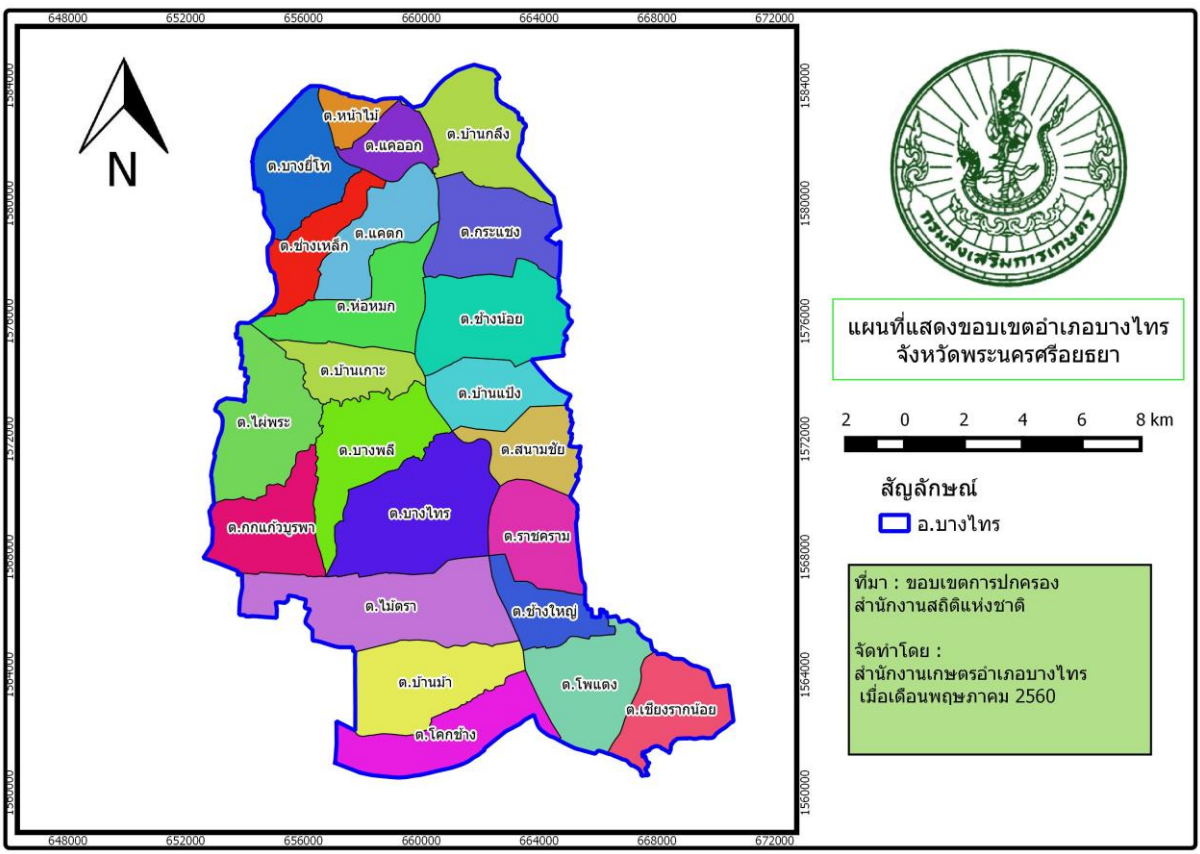 648000 652000 656000 660000 664000 668000 672000
1584000 1584000
1580000 1580000
1576000 1576000
1572000 1572000
1568000 1568000
1564000 1564000
1560000 1560000
N
ต.หน้าไม้
ต.แคออก
ต.บ้านกลึง
ต.บางยี่โท
ต.ช่างเหล็ก
ต.แคตก
ต.กระแชง
ต.ห่อหมก
ต.ช้างน้อย
ต.บ้านเกาะ
ต.บ้านแป้ง
ต.ไผ่พระ
ต.บางพลี
ต.สนามชัย
ต.กกแก้วบูรพา
ต.บางไทร
ต.ราชคราม
ต.ไม้ตรา
ต.ช้างใหญ่
ต.บ้านม้า
ต.โพแตง
ต.เชียงรากน้อย
ต.โคกช้าง
648000 652000 656000 660000 664000 668000 672000
กรมส่งเสริมการเกษตร
แผนที่แสดงขอบเขตอำเภอบางไทร
จังหวัดพระนครศรีอยุธยา
2 0 2 4 6 8 km
สัญลักษณ์
อ.บางไทร
ที่มา : ขอบเขตการปกครอง
สำนักงานสถิติแห่งชาติ
จัดทำโดย :
สำนักงานเกษตรอำเภอบางไทร
เมื่อเดือนพฤษภาคม 2560